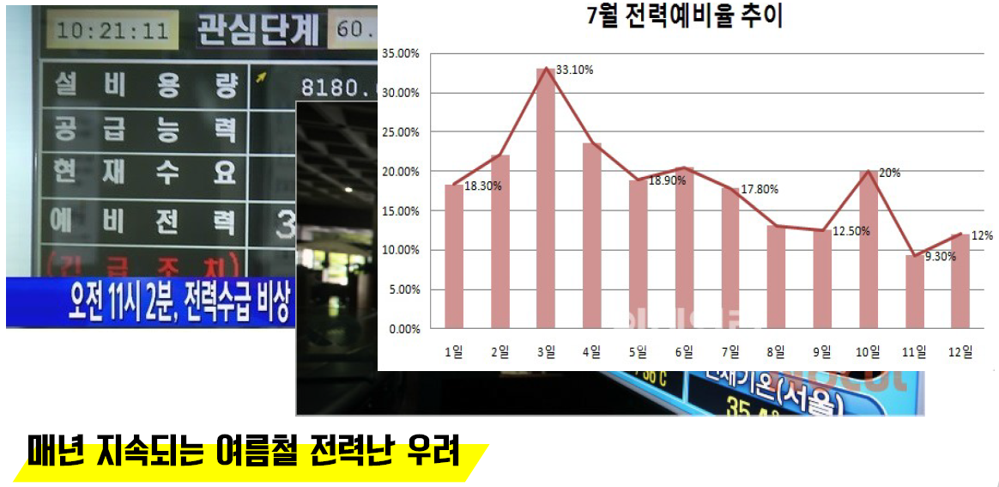 10:21:11 관심단계 60.
설비용량 8180.
공급능력
현재수요
예비전력 3
(긴급조치)
오전 11시 2분, 전력수급 비상
7월 전력예비율 추이
35.00%
30.00%
25.00%
20.00%
15.00%
10.00%
5.00%
0.00%
33.10%
18.30%
18.90%
17.80%
12.50%
20%
9.30%
12%
1일 2일 3일 4일 5일 6일 7일 8일 9일 10일 11일 12일
(서울)
매년 지속되는 여름철 전력난 우려